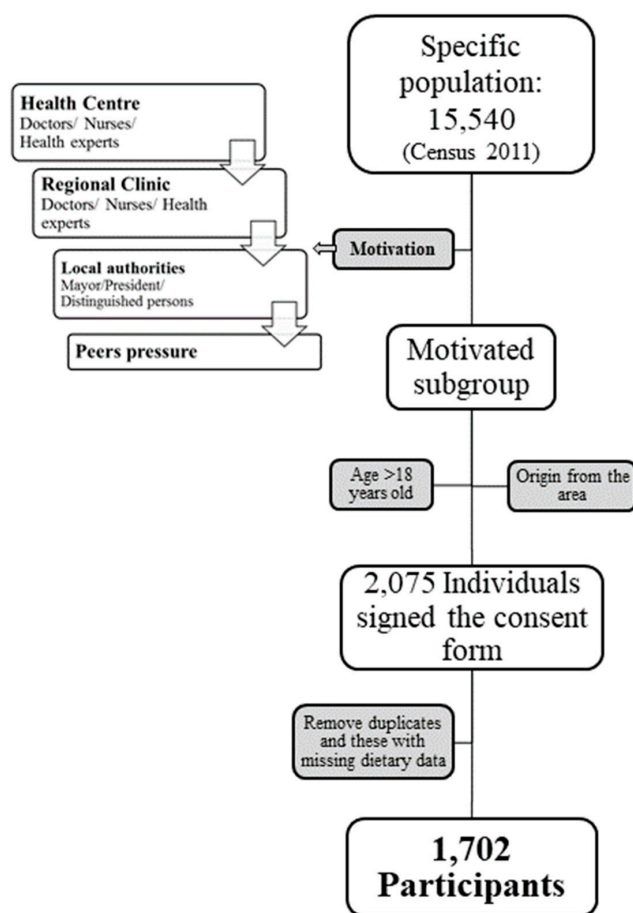 Specific
population:
15,540
(Census 2011)
Health Centre
Doctors/ Nurses/
Health experts
Regional Clinic
Doctors/ Nurses/ Health
experts
Local authorities
Mayor/President/
Distinguished persons
Peers pressure
Motivation
Motivated
subgroup
Age >18
years old
Origin from the
area
2,075 Individuals
signed the consent
form
Remove duplicates
and these with
missing dietary data
1,702
Participants